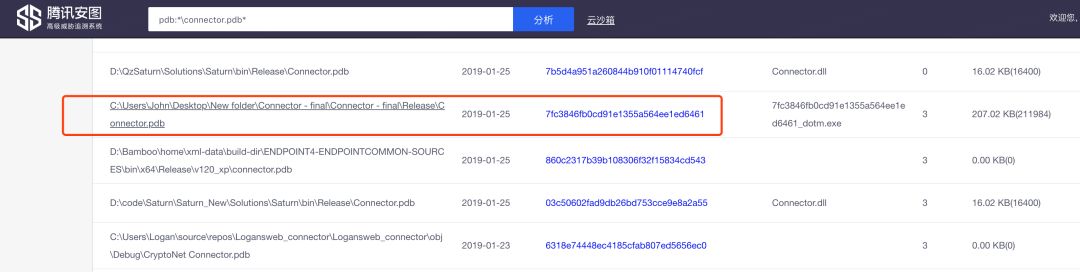 腾讯安图
高级威胁追溯系统
pdb:*\connector.pdb*
分析
云沙箱
欢迎您,
D:\QzSaturn\Solutions\Saturn\bin\Release\Connector.pdb 2019-01-25 7b5d4a951a260844b910f01114740fcf Connector.dll 0 16.02 KB(16400)
C:\Users\John\Desktop\New folder\Connector - final\Connector - final\Release\C
onnector.pdb
2019-01-25 7fc3846fb0cd91e1355a564ee1ed6461
7fc3846fb0cd91e1355a564ee1e
d6461_dotm.exe
3 207.02 KB(211984)
D:\Bamboo\home\xml-data\build-dir\ENDPOINT4-ENDPOINTCOMMON-SOUR
CES\bin\x64\Release\v120_xp\connector.pdb
2019-01-25 860c2317b39b108306f32f15834cd543 3 0.00 KB(0)
D:\code\Saturn\Saturn_New\Solutions\Saturn\bin\Release\Connector.pdb 2019-01-25 03c50602fad9db26bd753cce9e8a2a55 Connector.dll 3 16.02 KB(16400)
C:\Users\Logan\source\repos\Logansweb_connector\Logansweb_connector\obj
\Debug\CryptoNet Connector.pdb
2019-01-23 6318e74448ec4185cfab807ed5656ec0 3 0.00 KB(0)